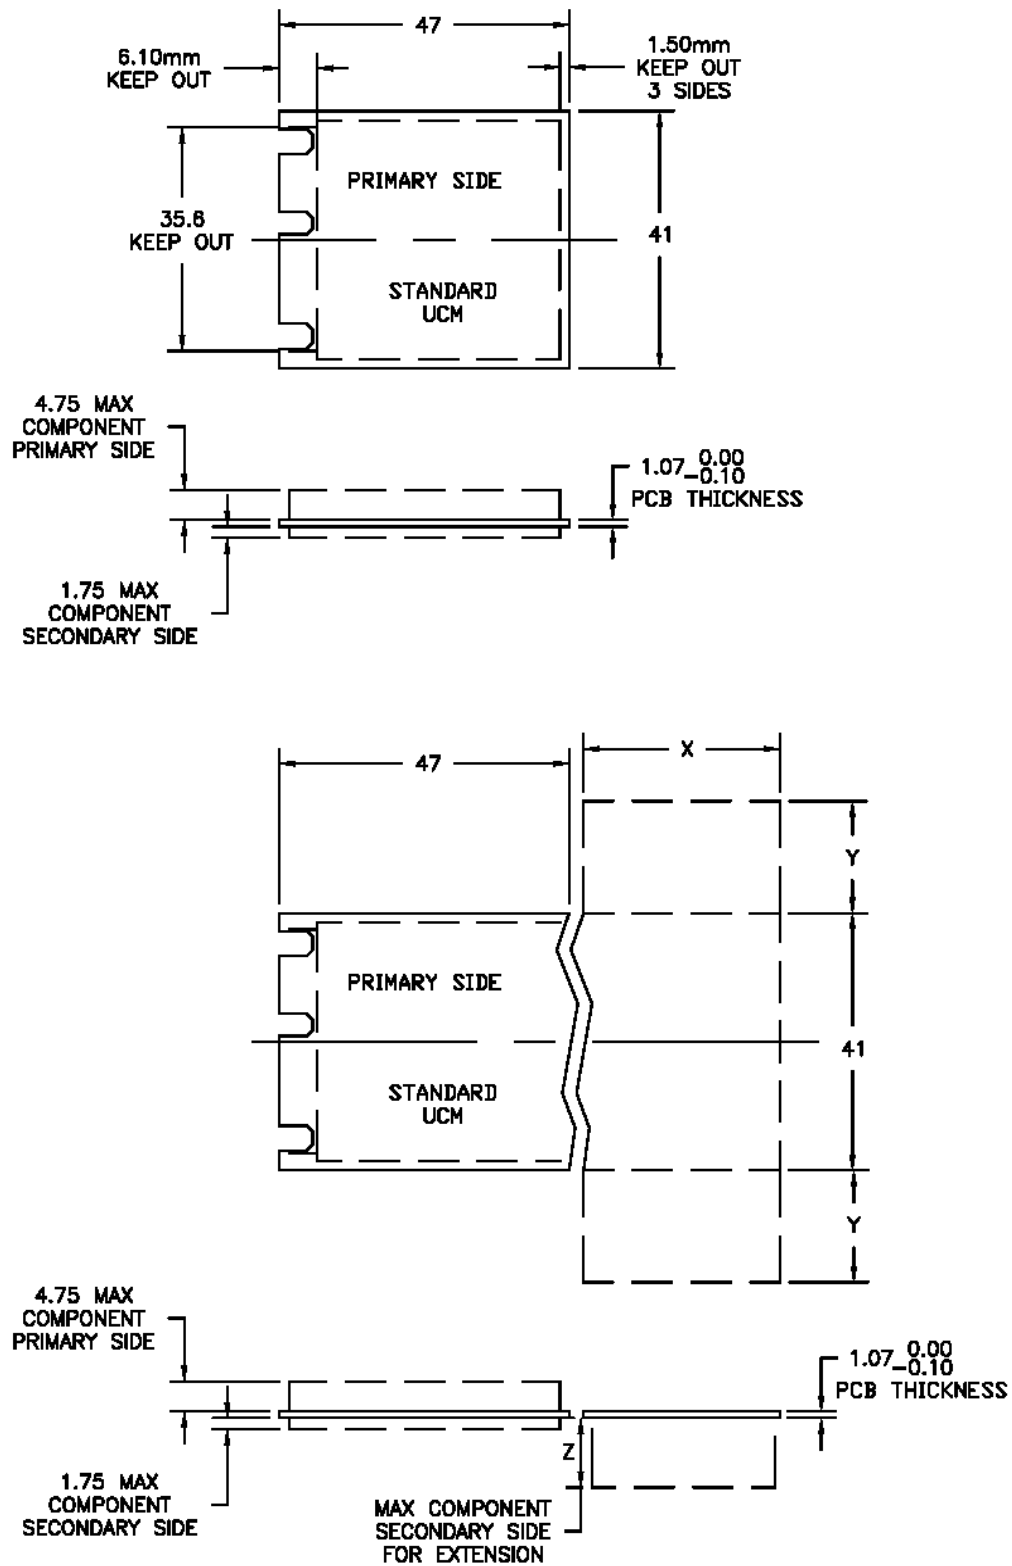 47
6.10mm
KEEP OUT
1.50mm
KEEP OUT
3 SIDES
PRIMARY SIDE
35.6
KEEP OUT
41
STANDARD
UCM
4.75 MAX
COMPONENT
PRIMARY SIDE
1.07 0.00
-0.10
PCB THICKNESS
1.75 MAX
COMPONENT
SECONDARY SIDE
X
47
Y
PRIMARY SIDE
41
STANDARD
UCM
Y
4.75 MAX
COMPONENT
PRIMARY SIDE
1.07 0.00
-0.10
PCB THICKNESS
Z
1.75 MAX
COMPONENT
SECONDARY SIDE
MAX COMPONENT
SECONDARY SIDE
FOR EXTENSION